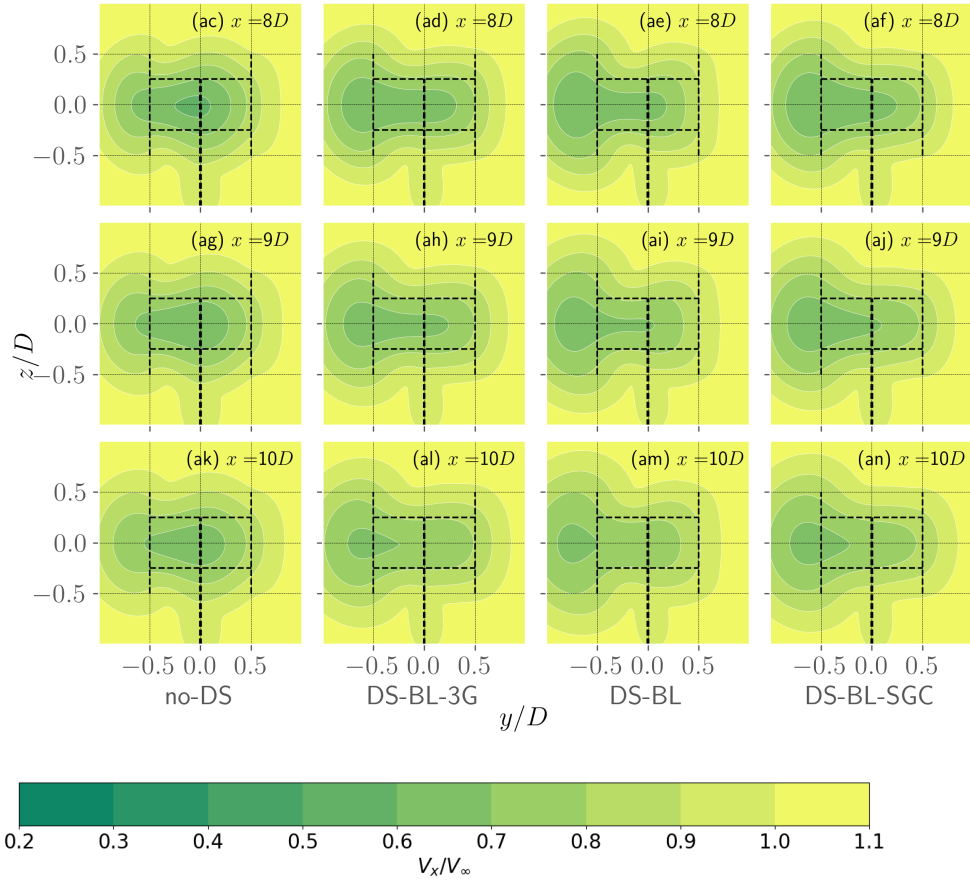 (ac) x =8D (ad) x =8D (ae) x =8D (af) x =8D
0.5
0.0
−0.5
(ag) x =9D (ah) x =9D (ai) x =9D (aj) x =9D
0.5
0.0
−0.5
z/D
(ak) x =10D (al) x =10D (am) x =10D (an) x =10D
0.5
0.0
−0.5
−0.5 0.0 0.5 −0.5 0.0 0.5 −0.5 0.0 0.5 −0.5 0.0 0.5
no-DS DS-BL-3G DS-BL DS-BL-SGC
y/D
0.2 0.3 0.4 0.5 0.6 0.7 0.8 0.9 1.0 1.1
Vₓ/V∞